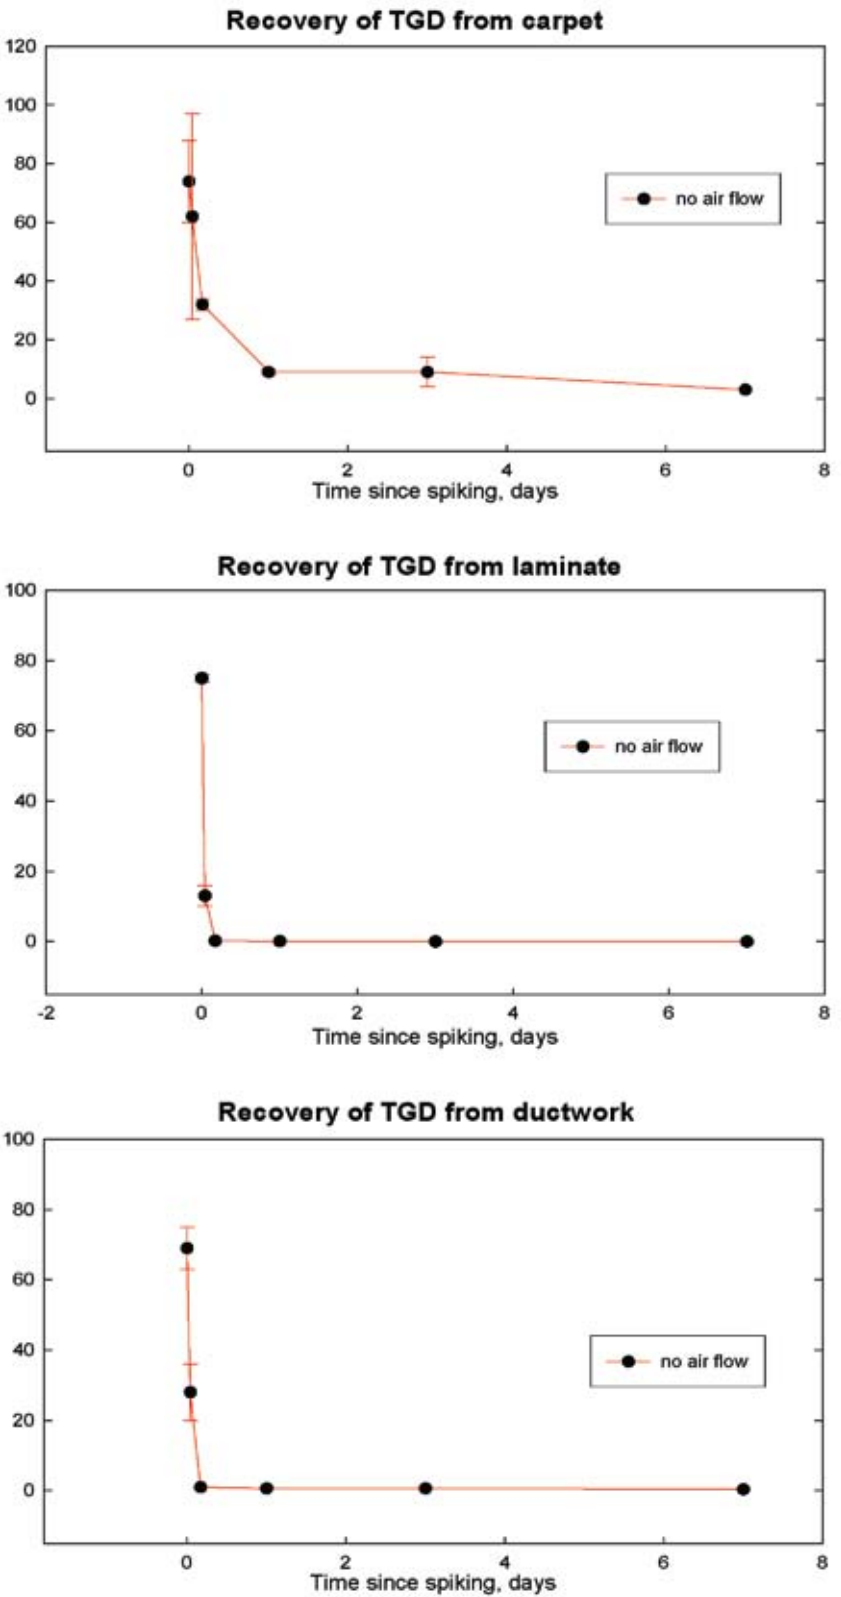 Recovery of TGD from carpet
120
100
80
60
40
20
0
no air flow
0 2 4 6 8
Time since spiking, days
Recovery of TGD from laminate
100
80
60
40
20
0
no air flow
-2 0 2 4 6 8
Time since spiking, days
Recovery of TGD from ductwork
100
80
60
40
20
0
no air flow
0 2 4 6 8
Time since spiking, days